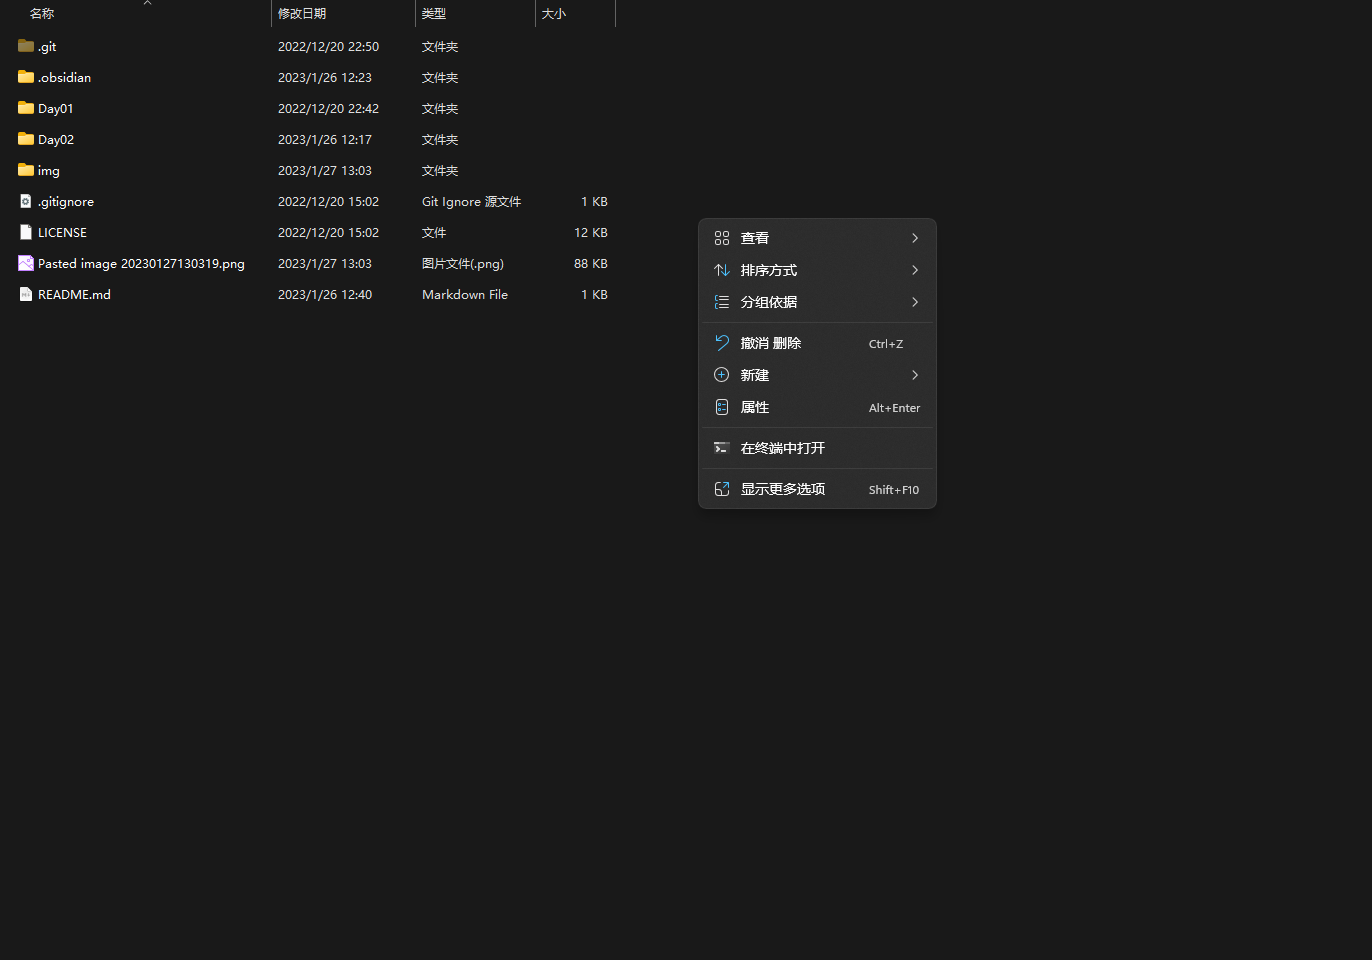 名称 修改日期 类型 大小
.git 2022/12/20 22:50 文件夹
.obsidian 2023/1/26 12:23 文件夹
Day01 2022/12/20 22:42 文件夹
Day02 2023/1/26 12:17 文件夹
img 2023/1/27 13:03 文件夹
.gitignore 2022/12/20 15:02 Git Ignore 源文件 1 KB
LICENSE 2022/12/20 15:02 文件 12 KB
Pasted image 20230127130319.png 2023/1/27 13:03 图片文件(.png) 88 KB
README.md 2023/1/26 12:40 Markdown File 1 KB
查看
排序方式
分组依据
撤消 删除 Ctrl+Z
新建
属性 Alt+Enter
在终端中打开
显示更多选项 Shift+F10